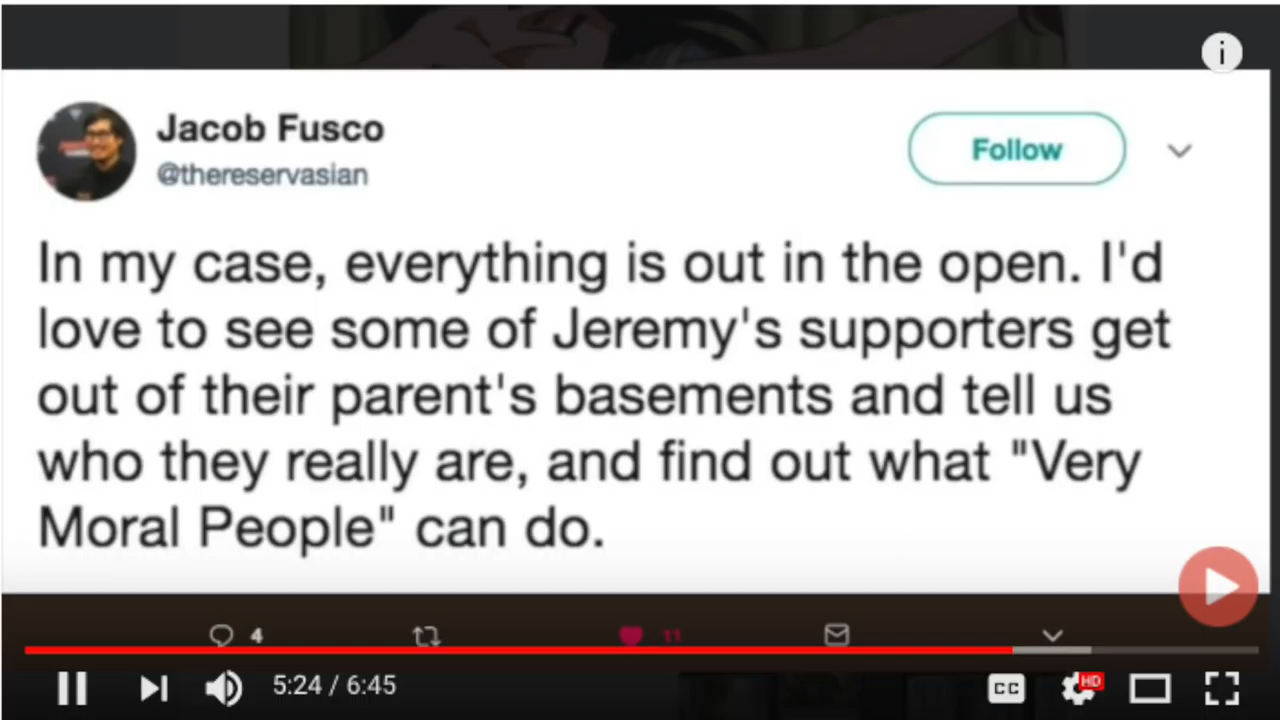 Jacob Fusco
@thereservasian
Follow
In my case, everything is out in the open. I'd
love to see some of Jeremy's supporters get
out of their parent's basements and tell us
who they really are, and find out what "Very
Moral People" can do.
4
11
5:24 / 6:45
CC
HD